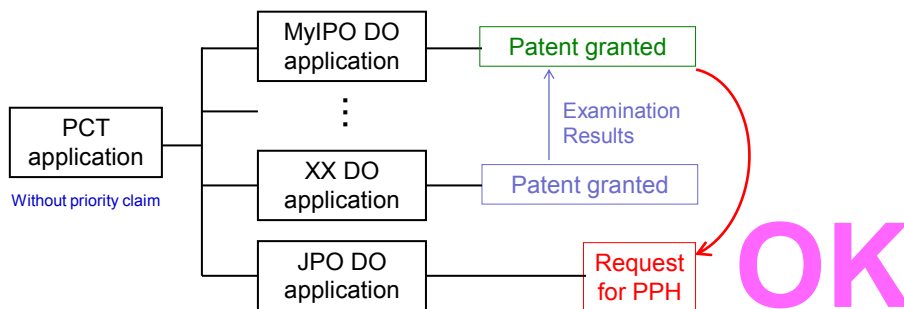 MyIPO DO
application
Patent granted
Examination
Results
PCT
application
Without priority claim
XX DO
application
Patent granted
JPO DO
application
Request
for PPH
OK